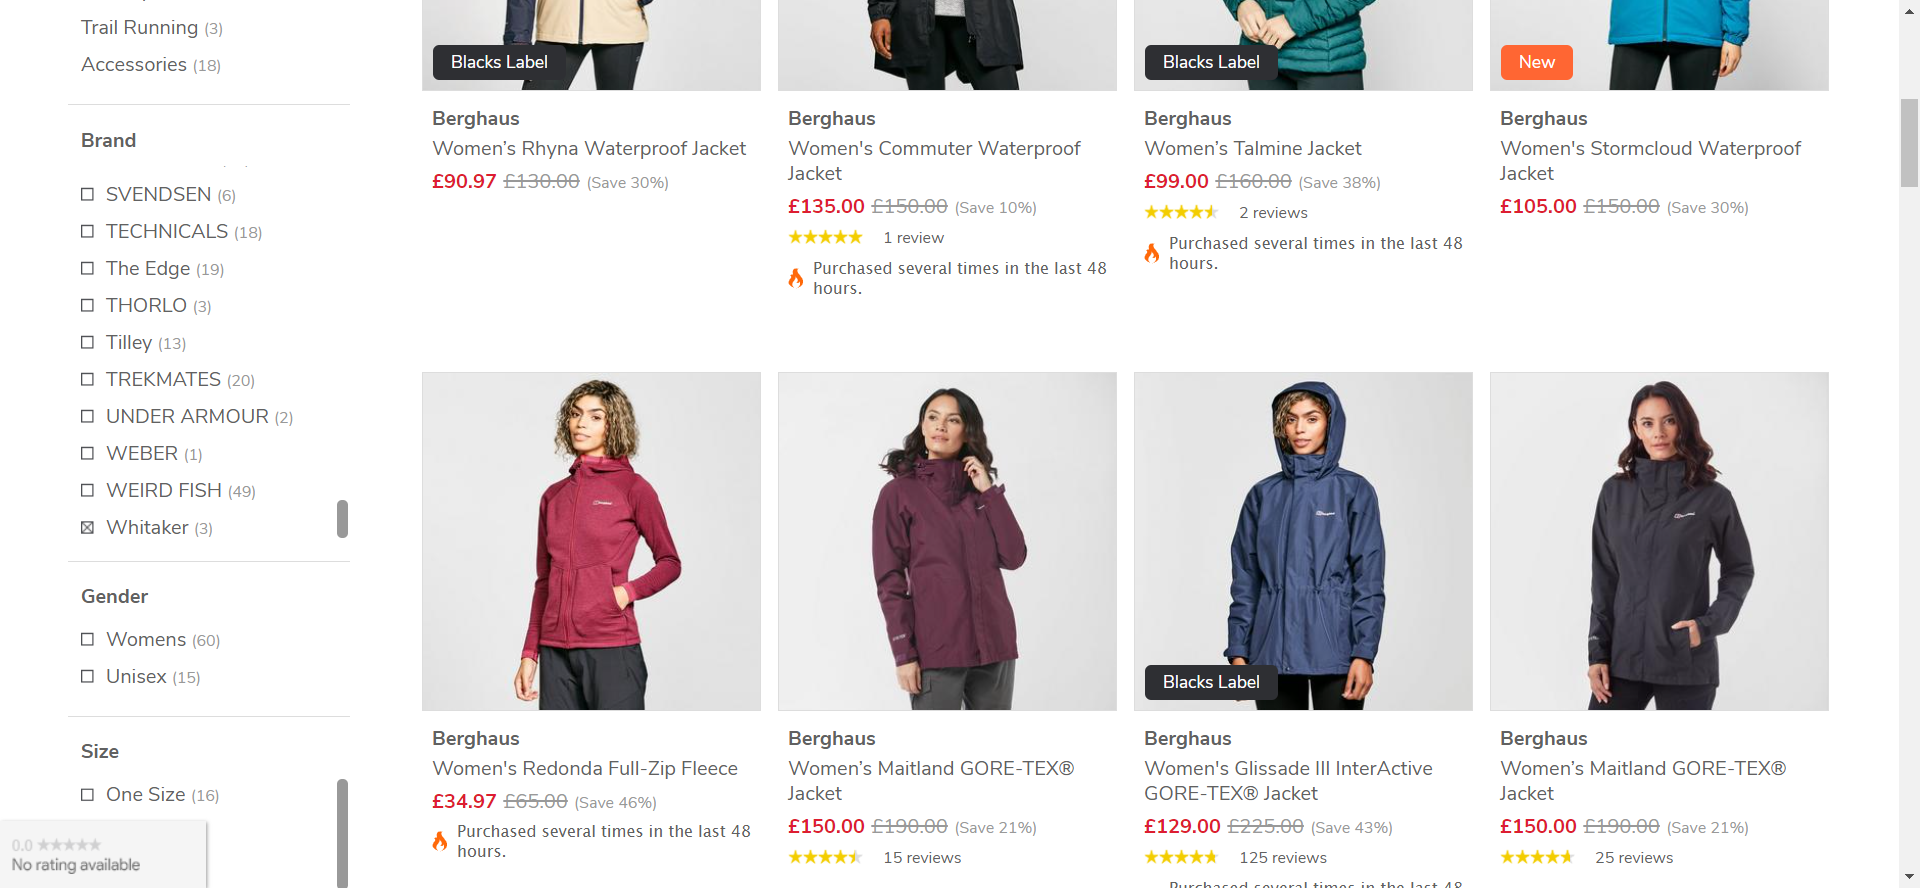 Trail Running (3)
Accessories (18)
Brand
SVENDSEN (6)
TECHNICALS (18)
The Edge (19)
THORLO (3)
Tilley (13)
TREKMATES (20)
UNDER ARMOUR (2)
WEBER (1)
WEIRD FISH (49)
Whitaker (3)
Gender
Womens (60)
Unisex (15)
Size
One Size (16)
0.0
No rating available
Blacks Label
Berghaus
Women’s Rhyna Waterproof Jacket
£90.97 £130.00 (Save 30%)
Berghaus
Women's Commuter Waterproof
Jacket
£135.00 £150.00 (Save 10%)
1 review
Purchased several times in the last 48
hours.
Blacks Label
Berghaus
Women’s Talmine Jacket
£99.00 £160.00 (Save 38%)
2 reviews
Purchased several times in the last 48
hours.
New
Berghaus
Women's Stormcloud Waterproof
Jacket
£105.00 £150.00 (Save 30%)
Berghaus
Women's Redonda Full-Zip Fleece
£34.97 £65.00 (Save 46%)
Purchased several times in the last 48
hours.
Berghaus
Women’s Maitland GORE-TEX®
Jacket
£150.00 £190.00 (Save 21%)
15 reviews
Blacks Label
Berghaus
Women's Glissade III InterActive
GORE-TEX® Jacket
£129.00 £225.00 (Save 43%)
125 reviews
Purchased several times in the last 48
Berghaus
Women’s Maitland GORE-TEX®
Jacket
£150.00 £190.00 (Save 21%)
25 reviews